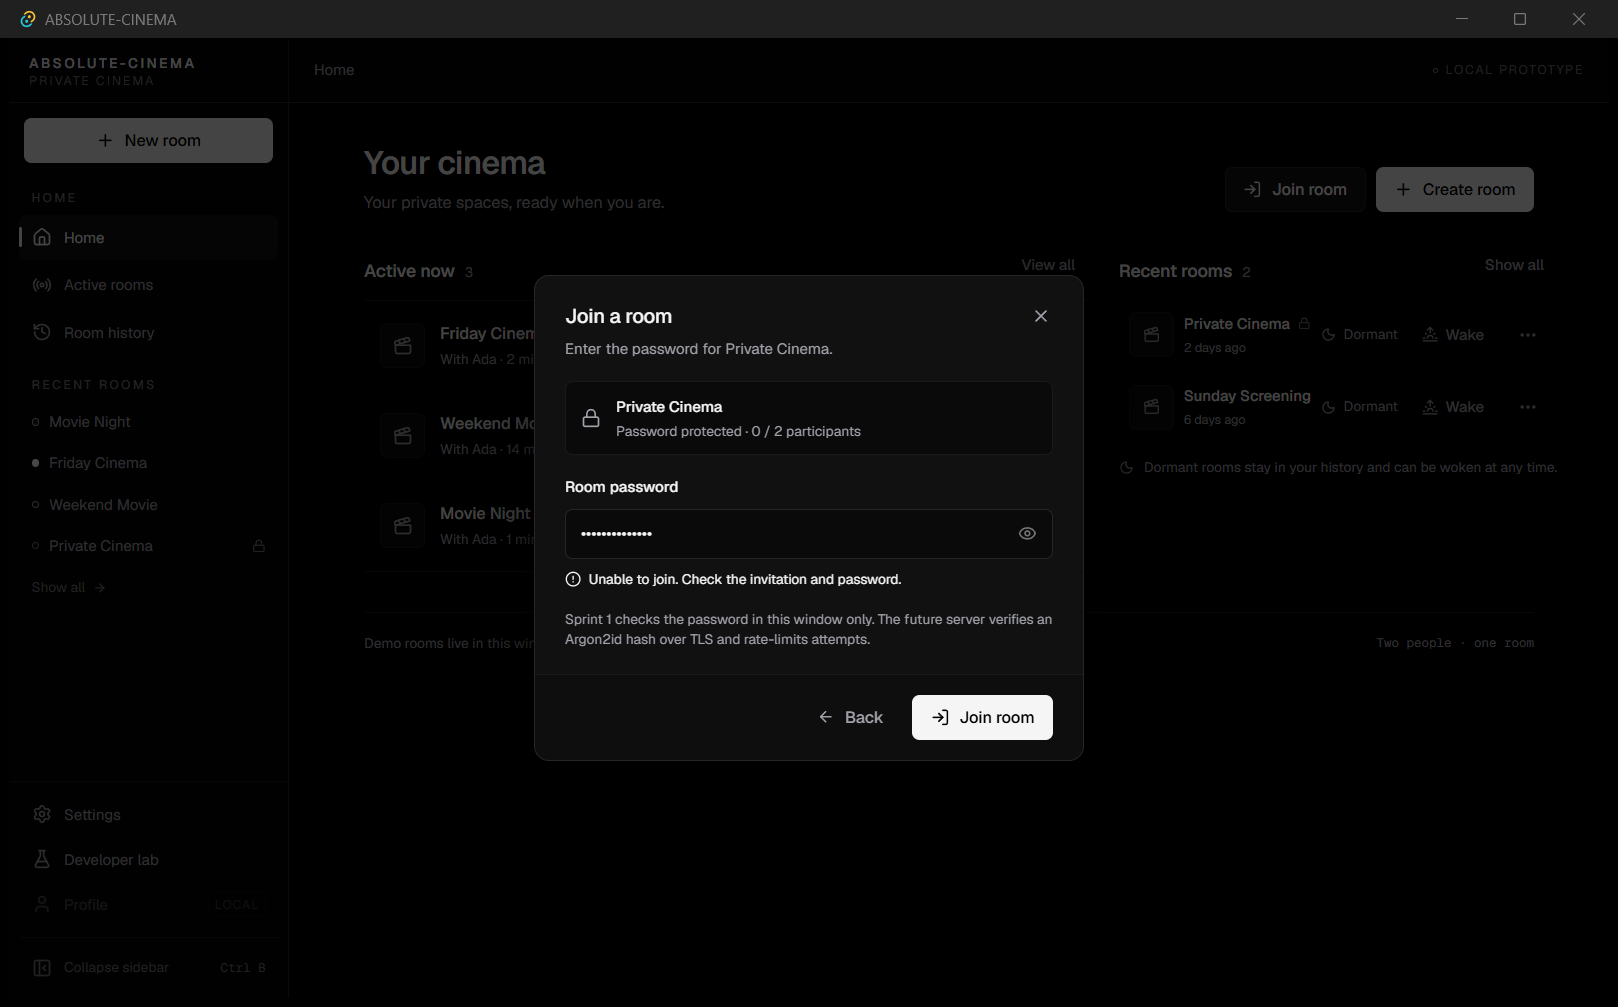 ABSOLUTE-CINEMA
ABSOLUTE-CINEMA
PRIVATE CINEMA
Home
LOCAL PROTOTYPE
New room
HOME
Home
Active rooms
Room history
RECENT ROOMS
Movie Night
Friday Cinema
Weekend Movie
Private Cinema
Show all
Settings
Developer lab
Profile
LOCAL
Collapse sidebar
Ctrl B
Your cinema
Your private spaces, ready when you are.
Join room
Create room
Active now 3
View all
Friday Cinem
With Ada · 2 mi
Weekend Mo
With Ada · 14 m
Movie Night
With Ada · 1 min
Recent rooms 2
Show all
Private Cinema
2 days ago
Dormant
Wake
Sunday Screening
6 days ago
Dormant
Wake
Dormant rooms stay in your history and can be woken at any time.
Demo rooms live in this win
Two people · one room
Join a room
Enter the password for Private Cinema.
Private Cinema
Password protected · 0 / 2 participants
Room password
••••••••••••••
Unable to join. Check the invitation and password.
Sprint 1 checks the password in this window only. The future server verifies an
Argon2id hash over TLS and rate-limits attempts.
Back
Join room